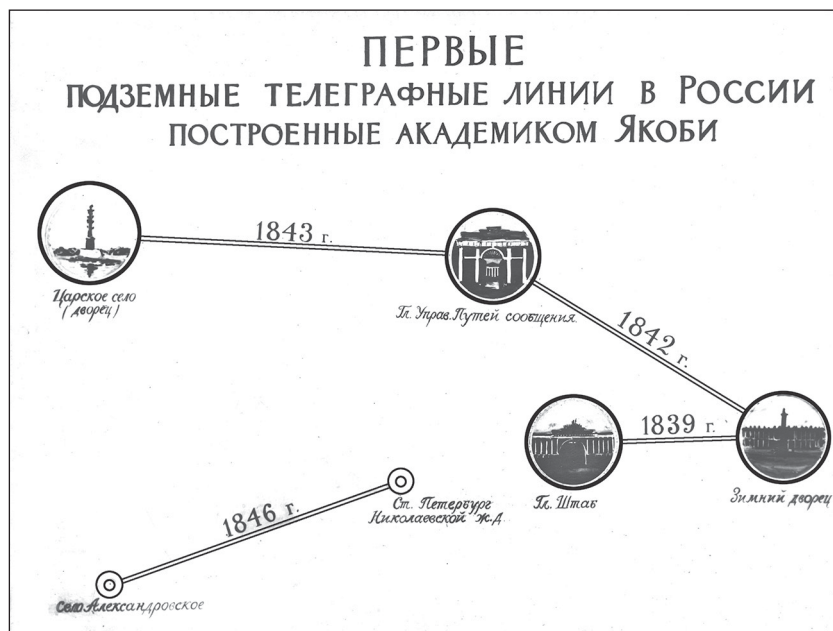 ПЕРВЫЕ
ПОДЗЕМНЫЕ ТЕЛЕГРАФНЫЕ ЛИНИИ В РОССИИ
ПОСТРОЕННЫЕ АКАДЕМИКОМ ЯКОБИ
1843 г.
Царское село
(дворец)
Гл. Управ. Путей сообщения.
1842 г.
1839 г.
Гл. Штаб
Зимний дворец
Ст. Петербург
Николаевской ж.д.
1846 г.
Село Александровское